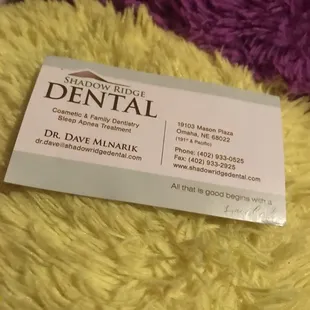 SHADOW RIDGE
DENTAL
Cosmetic & Family Dentistry
Sleep Apnea Treatment
DR. DAVE MLNARIK
dr.dave@shadowridgedental.com
19103 Mason Plaza
Omaha, NE 68022
(191st & Pacific)
Phone: (402) 933-0525
Fax: (402) 933-2925
www.shadowridgedental.com
All that is good begins with a